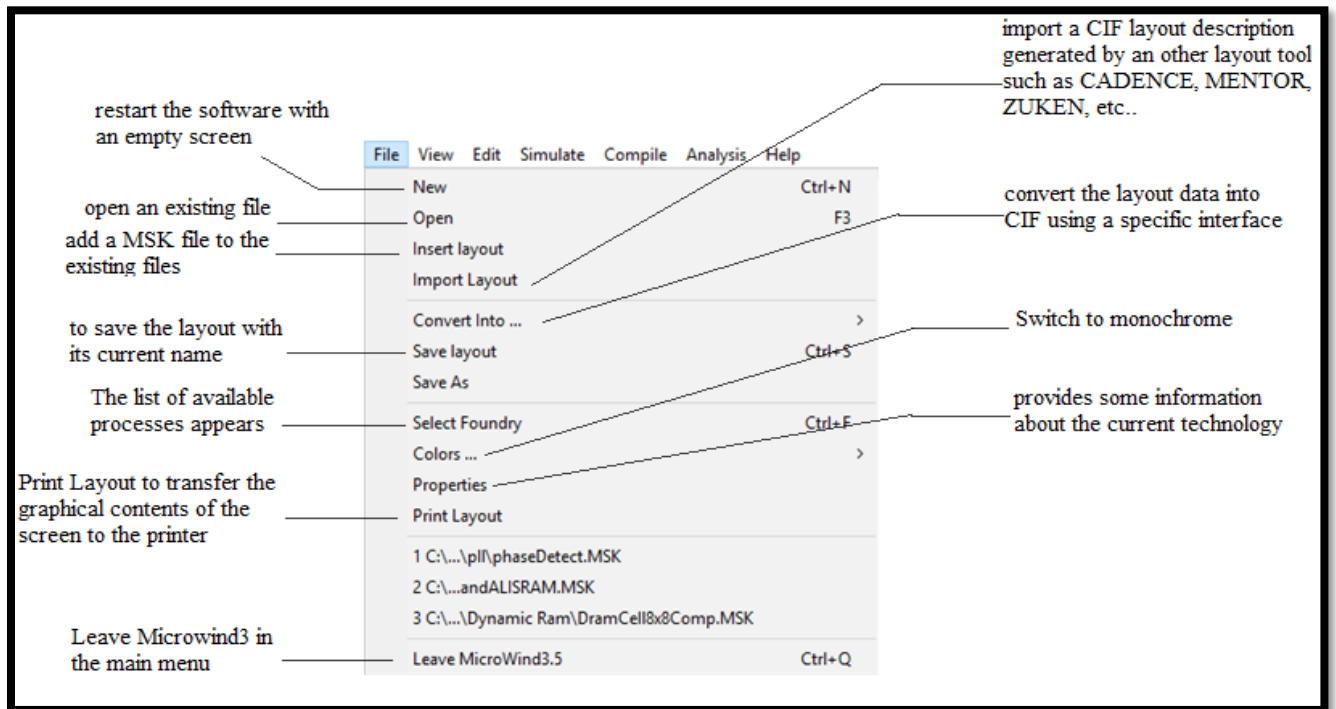 import a CIF layout description
generated by an other layout tool
such as CADENCE, MENTOR,
ZUKEN, etc..
restart the software with
an empty screen
File View Edit Simulate Compile Analysis Help
New Ctrl+N
open an existing file
Open F3
convert the layout data into
CIF using a specific interface
add a MSK file to the
existing files
Insert layout
Import Layout
to save the layout with
its current name
Convert Into ... >
Switch to monochrome
Save layout Ctrl+S
Save As
The list of available
processes appears
Select Foundry Ctrl+F
provides some information
about the current technology
Colors ... >
Properties
Print Layout to transfer the
graphical contents of the
screen to the printer
Print Layout
1 C:\...\pll\phaseDetect.MSK
2 C:\...andALISRAM.MSK
3 C:\...\Dynamic Ram\DramCell8x8Comp.MSK
Leave Microwind3 in
the main menu
Leave MicroWind3.5 Ctrl+Q